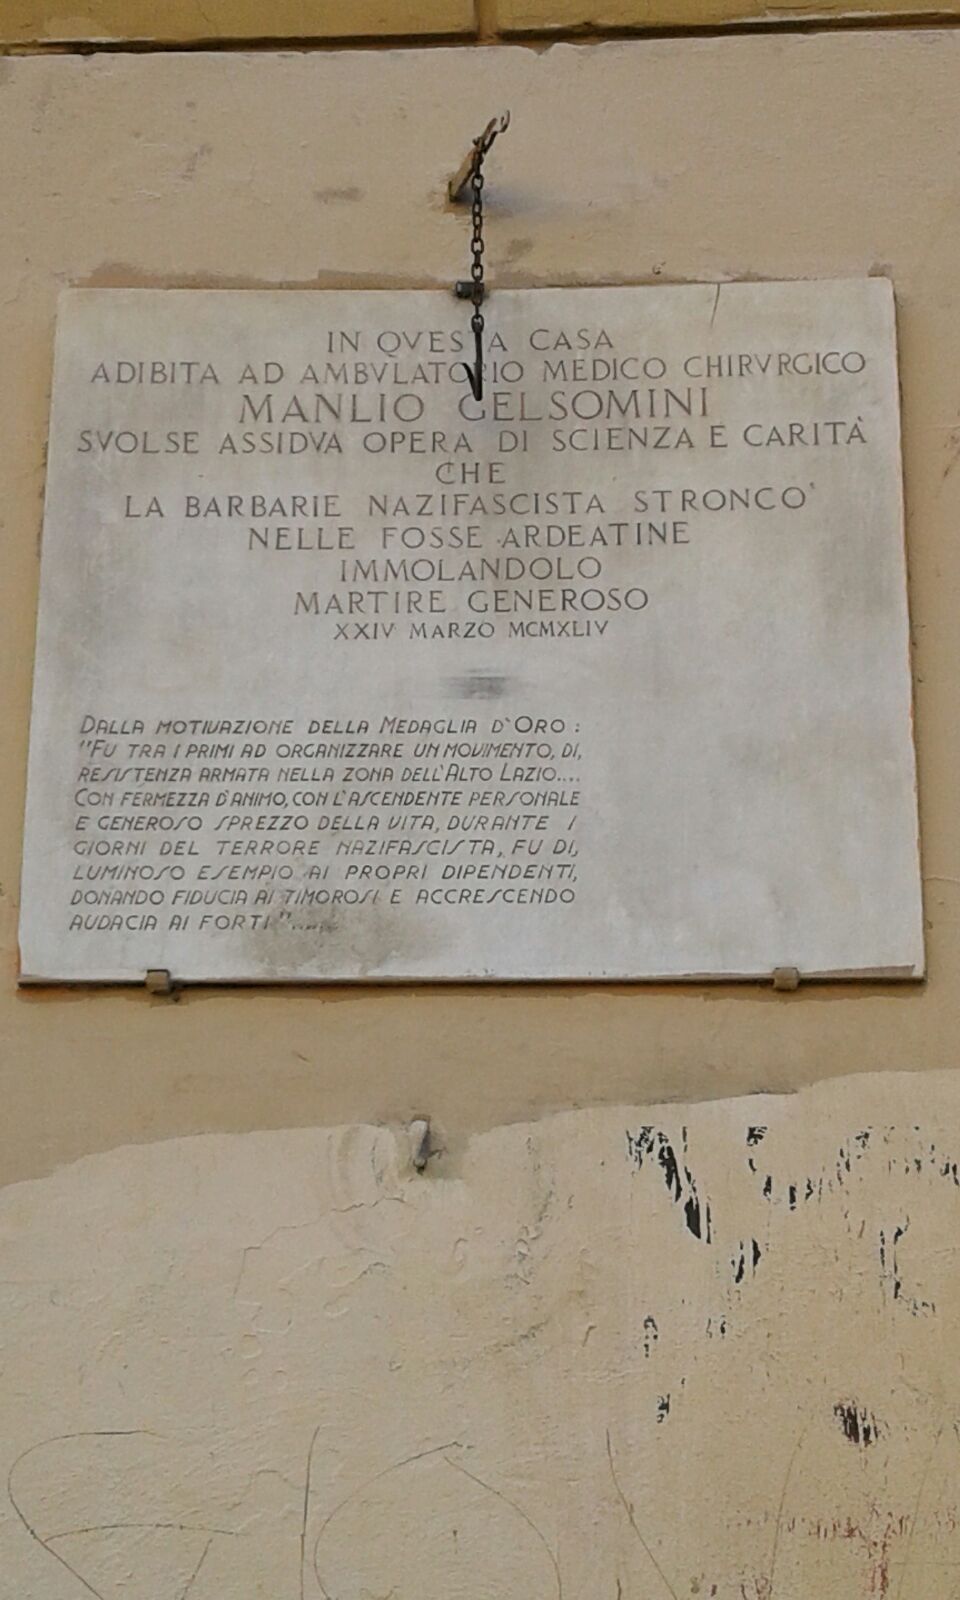 IN QVESTA CASA
ADIBITA AD AMBVLATORIO MEDICO CHIRVRGICO
MANLIO GELSOMINI
SVOLSE ASSIDVA OPERA DI SCIENZA E CARITÀ
CHE
LA BARBARIE NAZIFASCISTA STRONCO'
NELLE FOSSE ARDEATINE
IMMOLANDOLO
MARTIRE GENEROSO
XXIV MARZO MCMXLIV
DALLA MOTIVAZIONE DELLA MEDAGLIA D'ORO:
"FU TRA I PRIMI AD ORGANIZZARE UN MOVIMENTO, DI,
RESISTENZA ARMATA NELLA ZONA DELL'ALTO LAZIO....
CON FERMEZZA D'ANIMO, CON L'ASCENDENTE PERSONALE
E GENEROSO SPREZZO DELLA VITA, DURANTE I
GIORNI DEL TERRORE NAZIFASCISTA, FU DI,
LUMINOSO ESEMPIO AI PROPRI DIPENDENTI,
DONANDO FIDUCIA AI TIMOROSI E ACCRESCENDO
AUDACIA AI FORTI".....